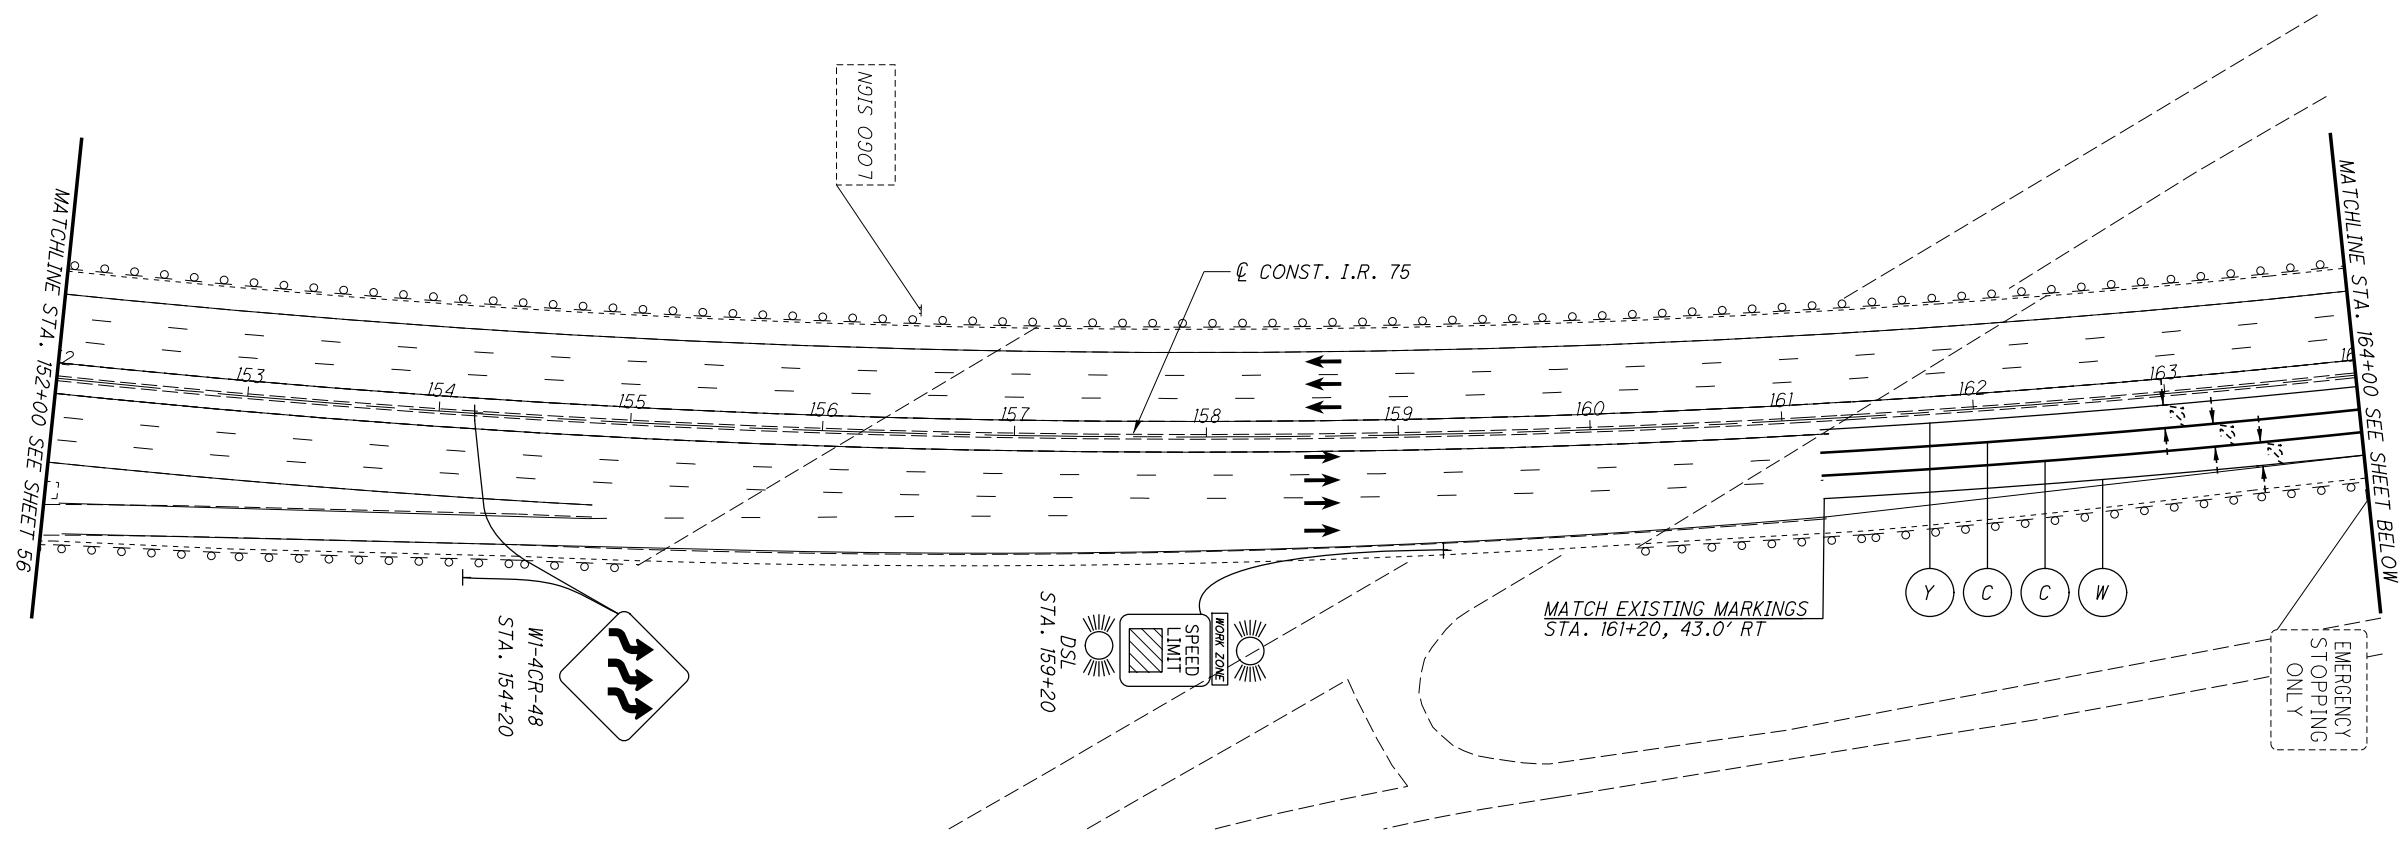 LOGO SIGN
℄ CONST. I.R. 75
MATCHLINE STA. 152+00 SEE SHEET 56
MATCHLINE STA. 164+00 SEE SHEET BELOW
2
153
154
155
156
157
158
159
160
161
162
163
16
W1-4CR-48
STA. 154+20
WORK ZONE
SPEED
LIMIT
DSL
STA. 159+20
MATCH EXISTING MARKINGS
STA. 161+20, 43.0' RT
Y
C
C
W
EMERGENCY
STOPPING
ONLY